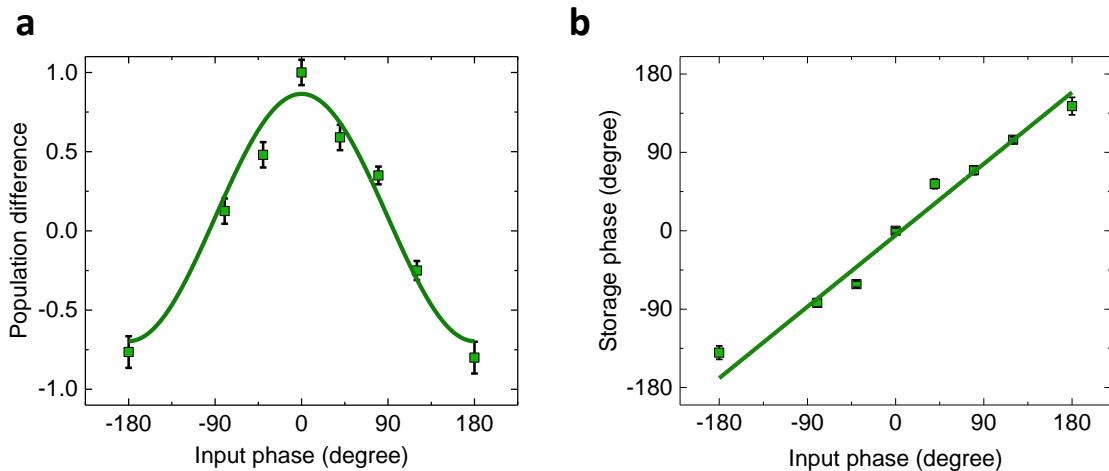 a
Population difference
1.0
0.5
0.0
-0.5
-1.0
-180 -90 0 90 180
Input phase (degree)
b
Storage phase (degree)
180
90
0
-90
-180
-180 -90 0 90 180
Input phase (degree)